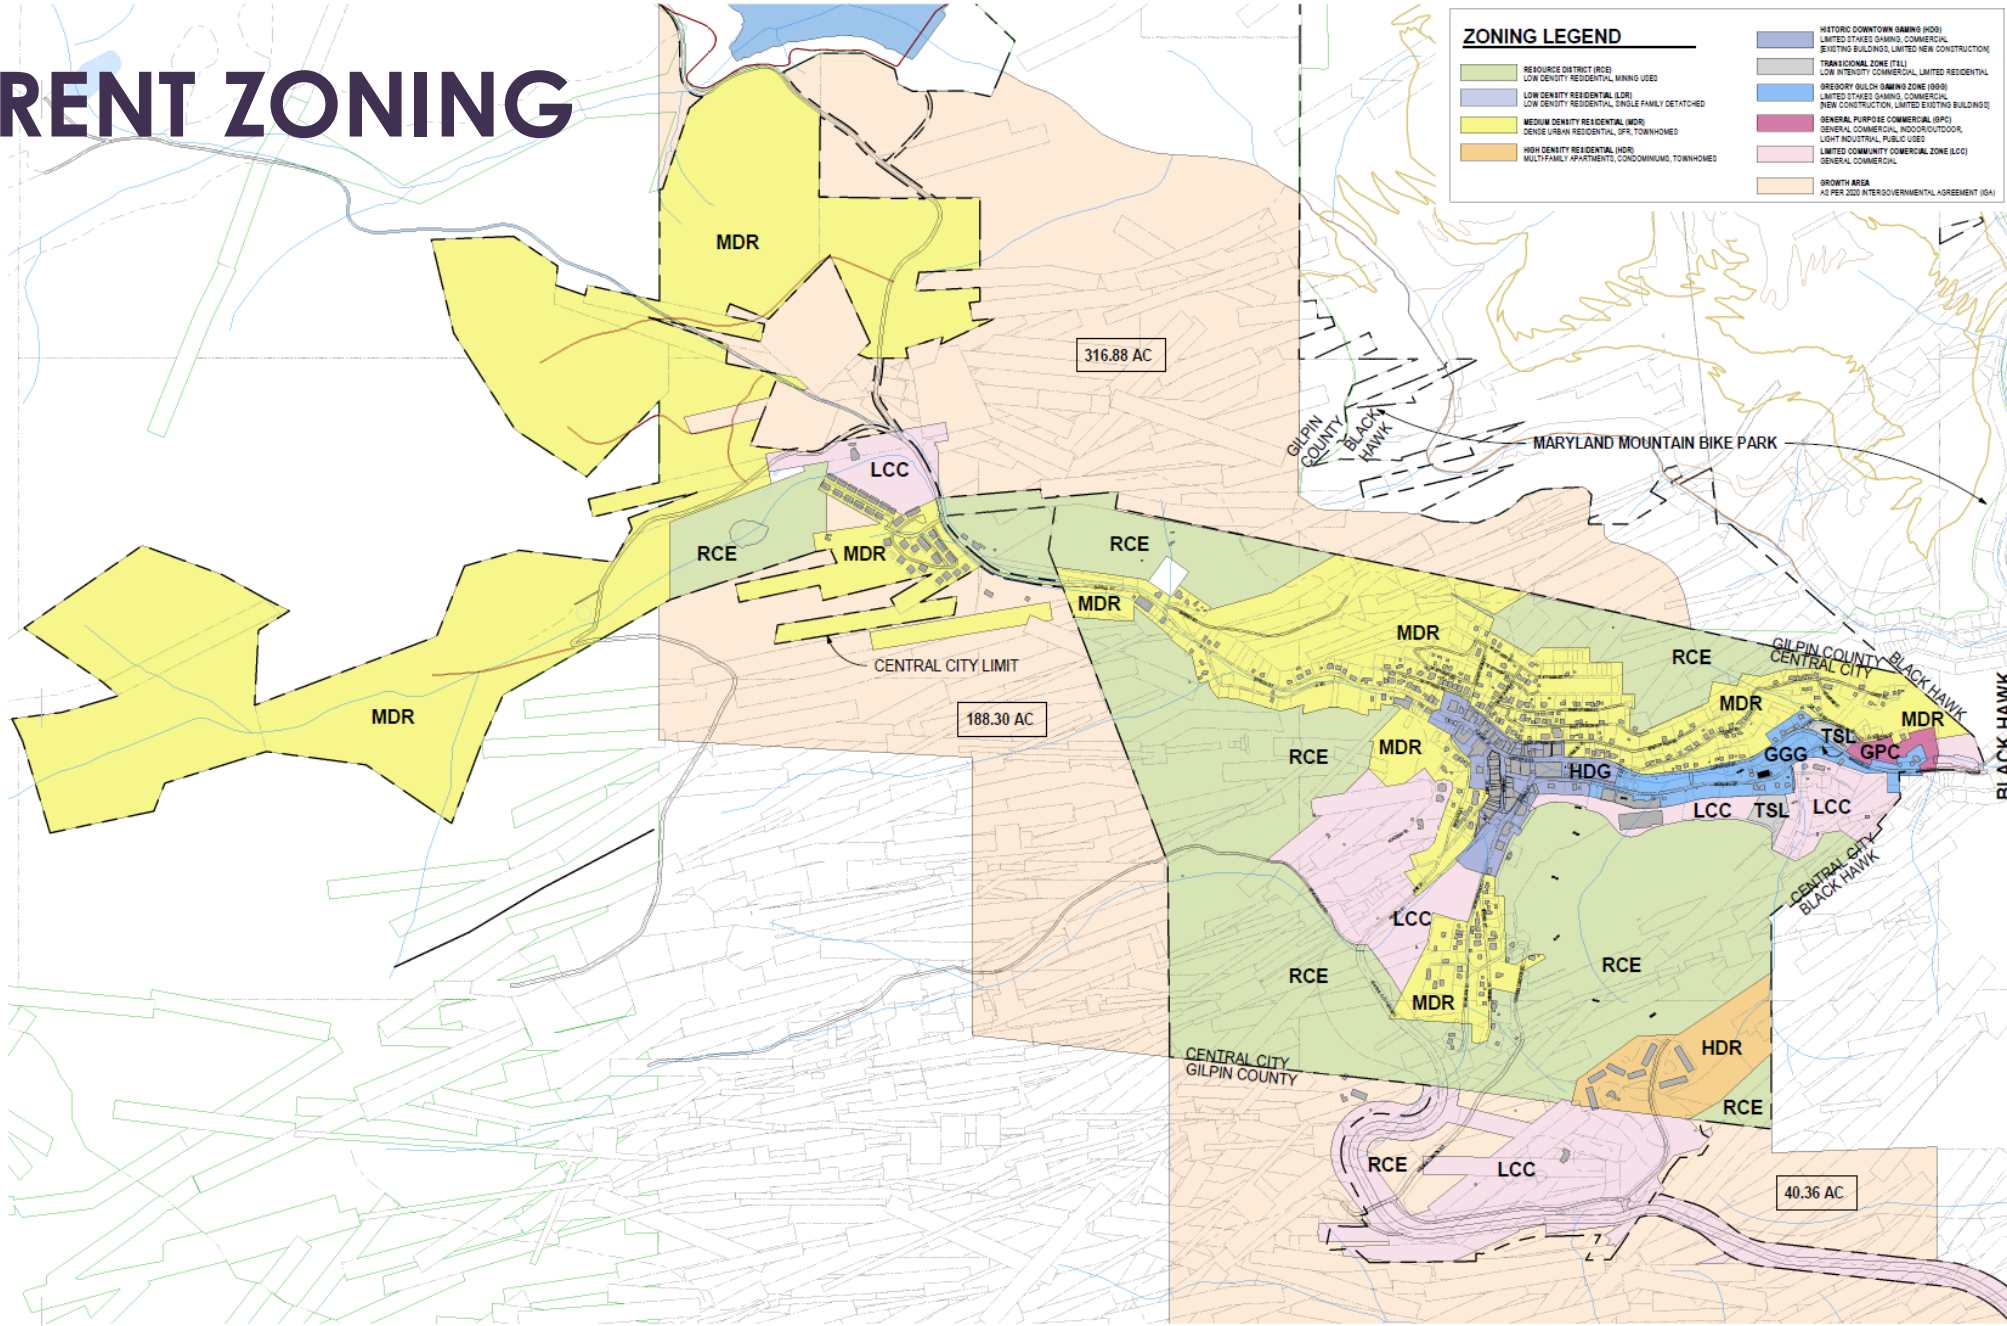 RENT ZONING
ZONING LEGEND
RESOURCE DISTRICT (RCE)
LOW DENSITY RESIDENTIAL, MINING USES
LOW DENSITY RESIDENTIAL (LDR)
LOW DENSITY RESIDENTIAL, SINGLE FAMILY DETATCHED
MEDIUM DENSITY RESIDENTIAL (MDR)
DENSE URBAN RESIDENTIAL, SFR, TOWNHOMES
HIGH DENSITY RESIDENTIAL (HDR)
MULTI-FAMILY APARTMENTS, CONDOMINIUMS, TOWNHOMES
HISTORIC DOWNTOWN GAMING (HDG)
LIMITED STAKES GAMING, COMMERCIAL
[EXISTING BUILDINGS, LIMITED NEW CONSTRUCTION]
TRANSICIONAL ZONE (TSL)
LOW INTENSITY COMMERCIAL, LIMITED RESIDENTIAL
GREGORY GULCH GAMING ZONE (GGG)
LIMITED STAKES GAMING, COMMERCIAL
[NEW CONSTRUCTION, LIMITED EXISTING BUILDINGS]
GENERAL PURPOSE COMMERCIAL (GPC)
GENERAL COMMERCIAL INDOOR/OUTDOOR,
LIGHT INDUSTRIAL, PUBLIC USES
LIMITED COMMUNITY COMERCIAL ZONE (LCC)
GENERAL COMMERCIAL
GROWTH AREA
AS PER 2020 INTERGOVERNMENTAL AGREEMENT (IGA)
MDR
316.88 AC
GILPIN
COUNTY
BLACK
HAWK
MARYLAND MOUNTAIN BIKE PARK
LCC
RCE
MDR
RCE
MDR
MDR
CENTRAL CITY LIMIT
RCE
GILPIN COUNTY
CENTRAL CITY
BLACK HAWK
BLACK HAWK
MDR
188.30 AC
MDR
MDR
RCE
MDR
TSL
GPC
GGG
HDG
LCC
TSL
LCC
CENTRAL CITY
BLACK HAWK
LCC
RCE
RCE
MDR
HDR
CENTRAL CITY
GILPIN COUNTY
RCE
RCE
LCC
40.36 AC